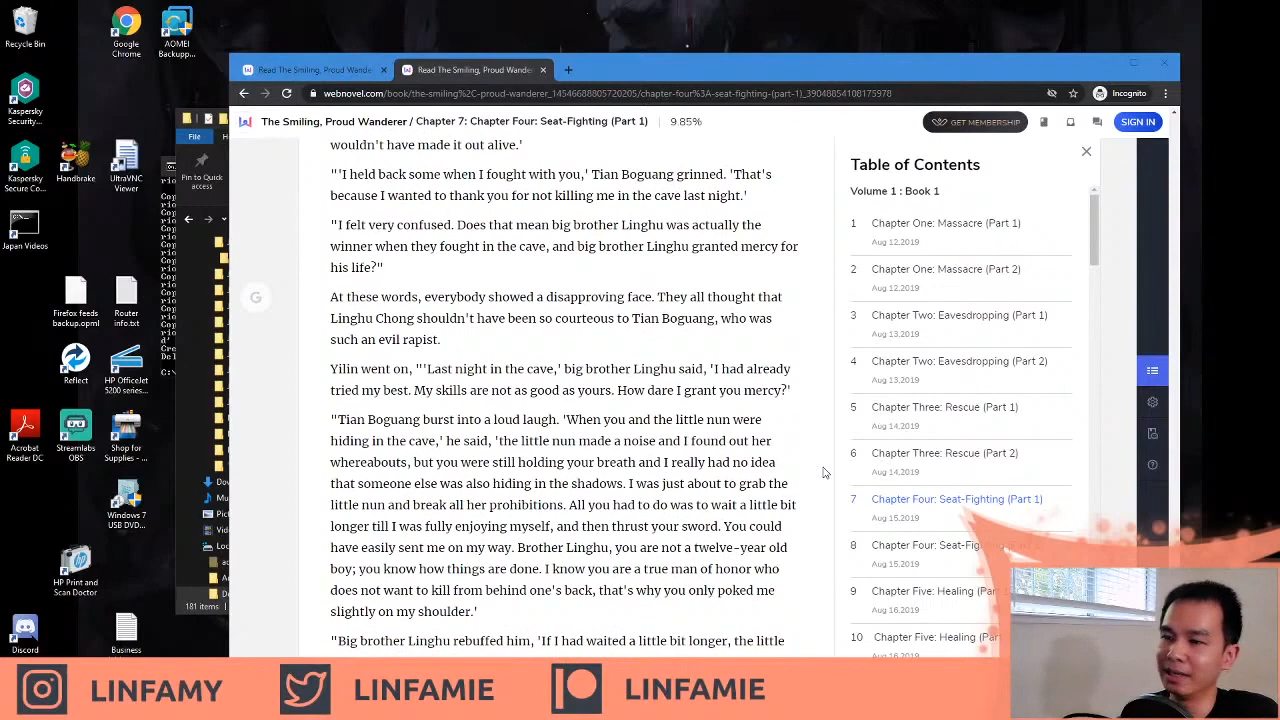 Recycle Bin
Google Chrome
AOMEI Backupp...
Kaspersky Security...
Kaspersky Secure Co...
Handbrake
UltraVNC Viewer
Japan Videos
Firefox feeds backup.opml
Router info.txt
Reflect
HP OfficeJet 5200 series...
Acrobat Reader DC
Streamlabs OBS
Shop for Supplies - ...
Windows 7 USB DVD...
HP Print and Scan Doctor
Discord
Business
File
Pin to Quick access
181 items
Read The Smiling, Proud Wande
Read The Smiling, Proud Wande
webnovel.com/book/the-smiling%2C-proud-wanderer_14546688805720205/chapter-four%3A-seat-fighting-(part-1)_39048854108175978
Incognito
The Smiling, Proud Wanderer / Chapter 7: Chapter Four: Seat-Fighting (Part 1)
9.85%
GET MEMBERSHIP
SIGN IN
wouldn't have made it out alive.'
"'I held back some when I fought with you,' Tian Boguang grinned. 'That's
because I wanted to thank you for not killing me in the cave last night.'
"I felt very confused. Does that mean big brother Linghu was actually the
winner when they fought in the cave, and big brother Linghu granted mercy for
his life?"
At these words, everybody showed a disapproving face. They all thought that
Linghu Chong shouldn't have been so courteous to Tian Boguang, who was
such an evil rapist.
Yilin went on, "'Last night in the cave,' big brother Linghu said, 'I had already
tried my best. My skills are not as good as yours. How dare I grant you mercy?'
"Tian Boguang burst into a loud laugh. 'When you and the little nun were
hiding in the cave,' he said, 'the little nun made a noise and I found out her
whereabouts, but you were still holding your breath and I really had no idea
that someone else was also hiding in the shadows. I was just about to grab the
little nun and break all her prohibitions. All you had to do was to wait a little bit
longer till I was fully enjoying myself, and then thrust your sword. You could
have easily sent me on my way. Brother Linghu, you are not a twelve-year old
boy; you know how things are done. I know you are a true man of honor who
does not want to kill from behind one's back, that's why you only poked me
slightly on my shoulder.'
"Big brother Linghu rebuffed him, 'If I had waited a little bit longer, the little
Table of Contents
Volume 1 : Book 1
1 Chapter One: Massacre (Part 1)
Aug 12,2019
2 Chapter One: Massacre (Part 2)
Aug 12,2019
3 Chapter Two: Eavesdropping (Part 1)
Aug 13,2019
4 Chapter Two: Eavesdropping (Part 2)
Aug 13,2019
5 Chapter Three: Rescue (Part 1)
Aug 14,2019
6 Chapter Three: Rescue (Part 2)
Aug 14,2019
7 Chapter Four: Seat-Fighting (Part 1)
Aug 15,2019
8 Chapter Four: Seat-Fig
Aug 15,2019
9 Chapter Five: Healing (Par
Aug 16,2019
10 Chapter Five: Healing (Par
Aug 16,2019
LINFAMY
LINFAMIE
LINFAMIE